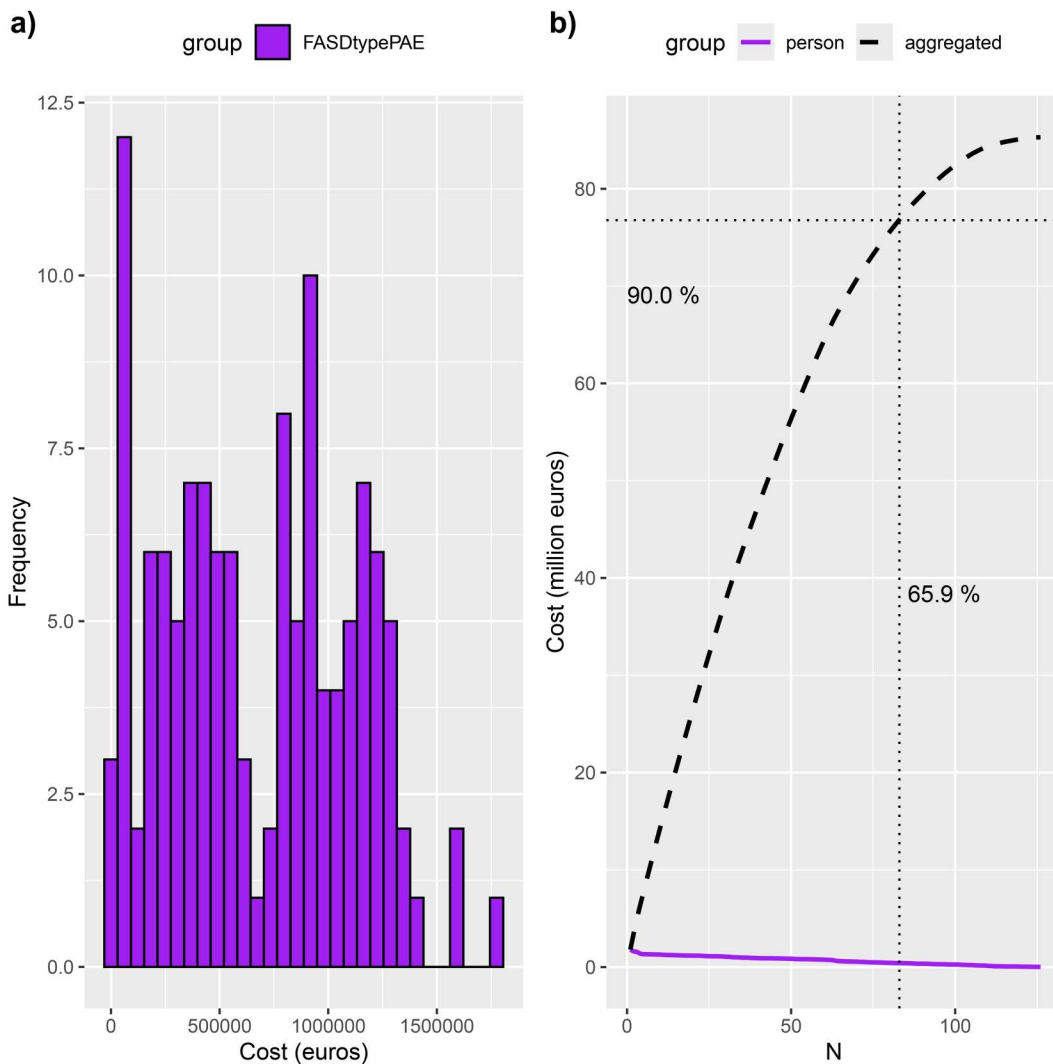 a)
group FASDtypePAE
12.5
10.0
7.5
5.0
2.5
0.0
Frequency
0 500000 1000000 1500000
Cost (euros)
b)
group person aggregated
80
60
40
20
0
Cost (million euros)
90.0 %
65.9 %
0 50 100
N